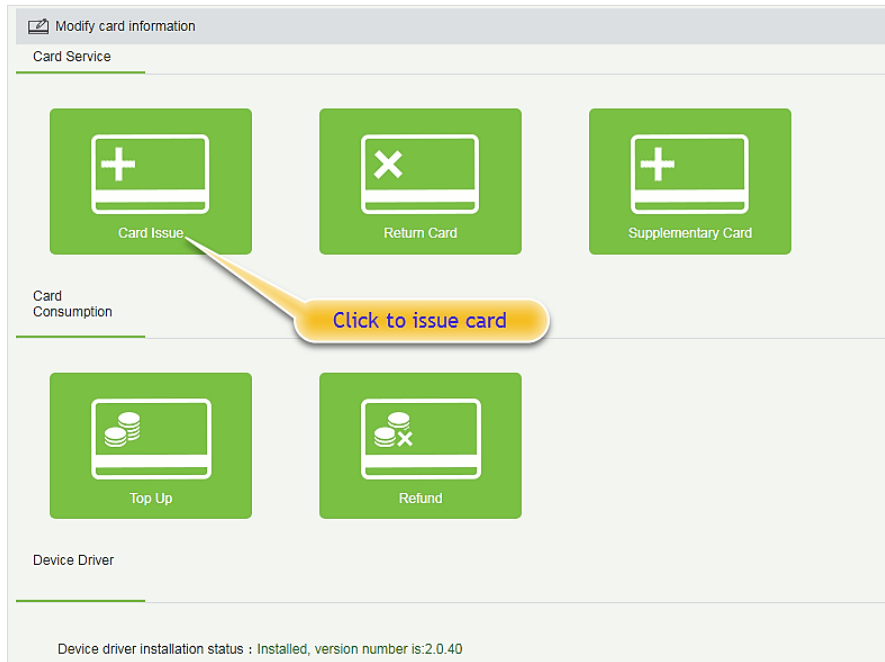 Modify card information
Card Service
Card Issue
Return Card
Supplementary Card
Click to issue card
Card
Consumption
Top Up
Refund
Device Driver
Device driver installation status : Installed, version number is:2.0.40